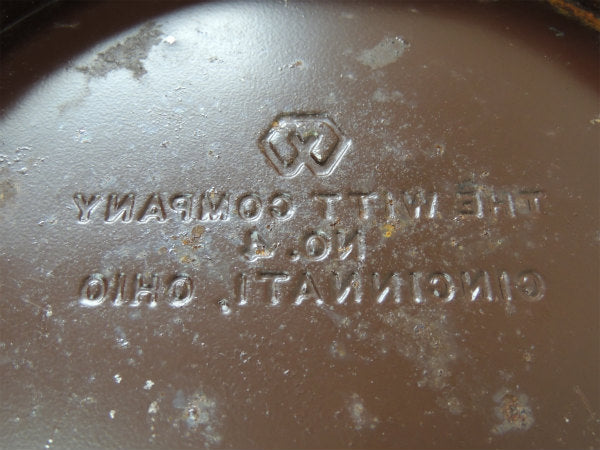 THE WITT COMPANY
NO. 4
CINCINNATI, OHIO